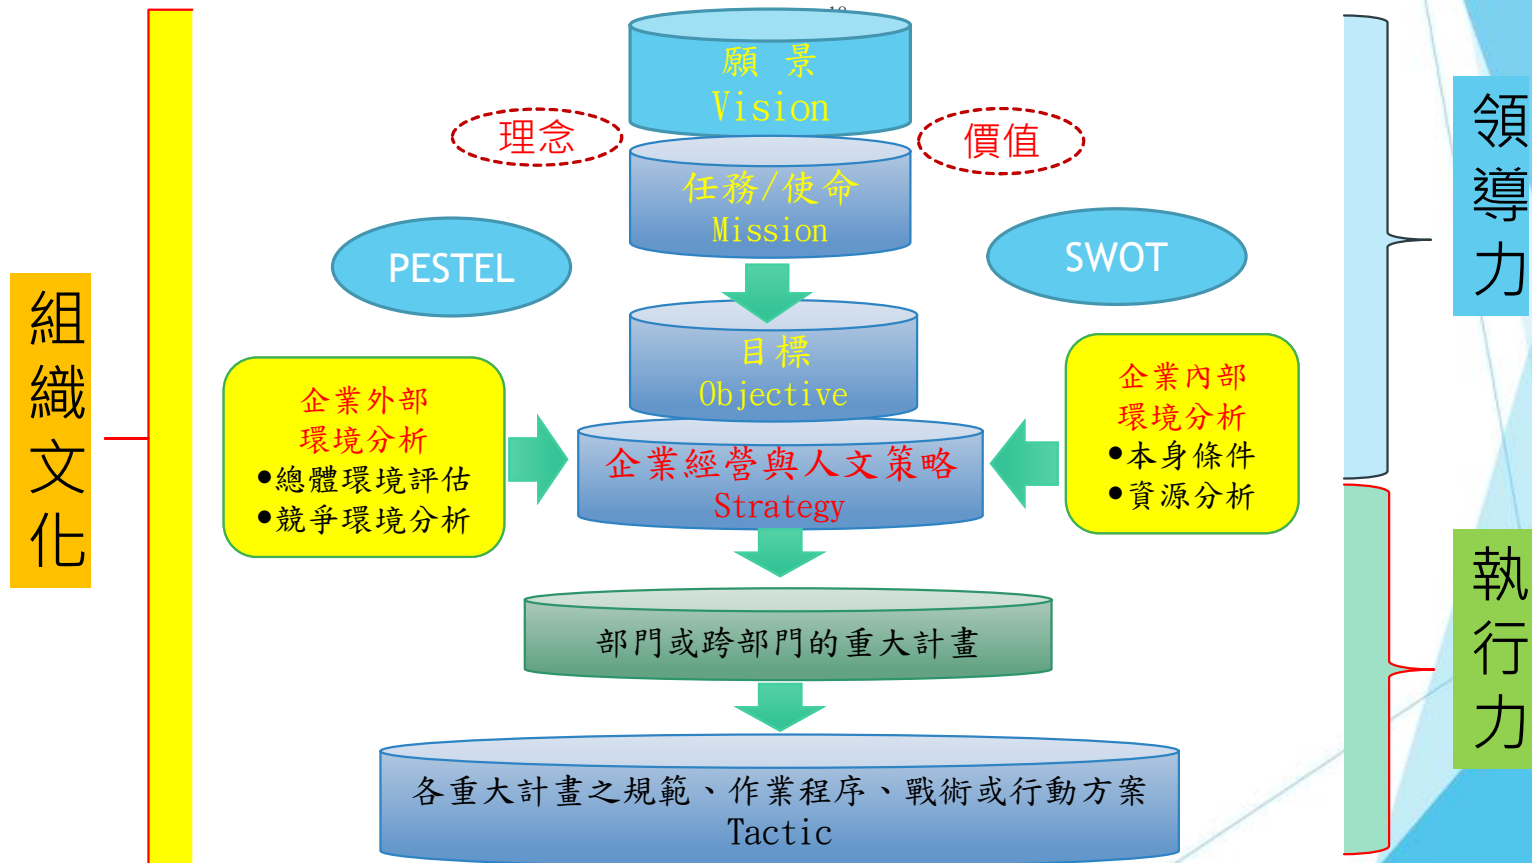 願 景
Vision
理念
價值
任務/使命
Mission
PESTEL
SWOT
目標
Objective
企業外部
環境分析
●總體環境評估
●競爭環境分析
企業內部
環境分析
●本身條件
●資源分析
企業經營與人文策略
Strategy
部門或跨部門的重大計畫
各重大計畫之規範、作業程序、戰術或行動方案
Tactic
組織文化
領導力
執行力